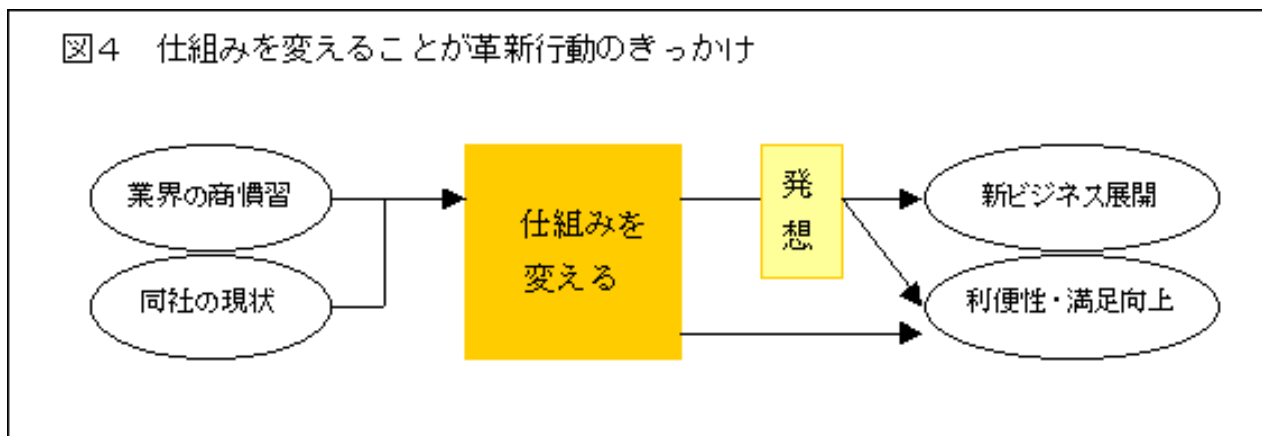 図４　仕組みを変えることが革新行動のきっかけ
業界の商慣習
同社の現状
仕組みを
変える
発
想
新ビジネス展開
利便性・満足向上